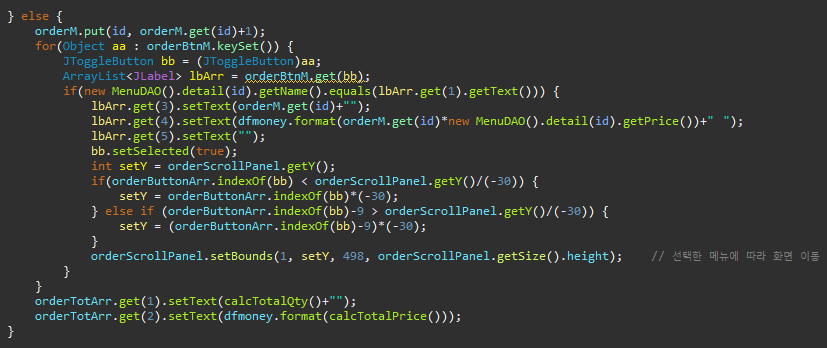 } else {
    orderM.put(id, orderM.get(id)+1);
    for(Object aa : orderBtnM.keySet()) {
        JToggleButton bb = (JToggleButton)aa;
        ArrayList<JLabel> lbArr = orderBtnM.get(bb);
        if(new MenuDAO().detail(id).getName().equals(lbArr.get(1).getText())) {
            lbArr.get(3).setText(orderM.get(id)+"");
            lbArr.get(4).setText(dfmoney.format(orderM.get(id)*new MenuDAO().detail(id).getPrice())+" ");
            lbArr.get(5).setText("");
            bb.setSelected(true);
            int setY = orderScrollPanel.getY();
            if(orderButtonArr.indexOf(bb) < orderScrollPanel.getY()/(-30)) {
                setY = orderButtonArr.indexOf(bb)*(-30);
            } else if (orderButtonArr.indexOf(bb)-9 > orderScrollPanel.getY()/(-30)) {
                setY = (orderButtonArr.indexOf(bb)-9)*(-30);
            }
            orderScrollPanel.setBounds(1, setY, 498, orderScrollPanel.getSize().height);    // 선택한 메뉴에 따라 화면 이동
        }
    }
    orderTotArr.get(1).setText(calcTotalQty()+"");
    orderTotArr.get(2).setText(dfmoney.format(calcTotalPrice()));
}